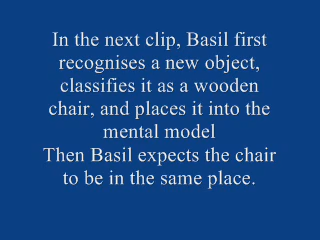 In the next clip, Basil first
recognises a new object,
classifies it as a wooden
chair, and places it into the
mental model
Then Basil expects the chair
to be in the same place.